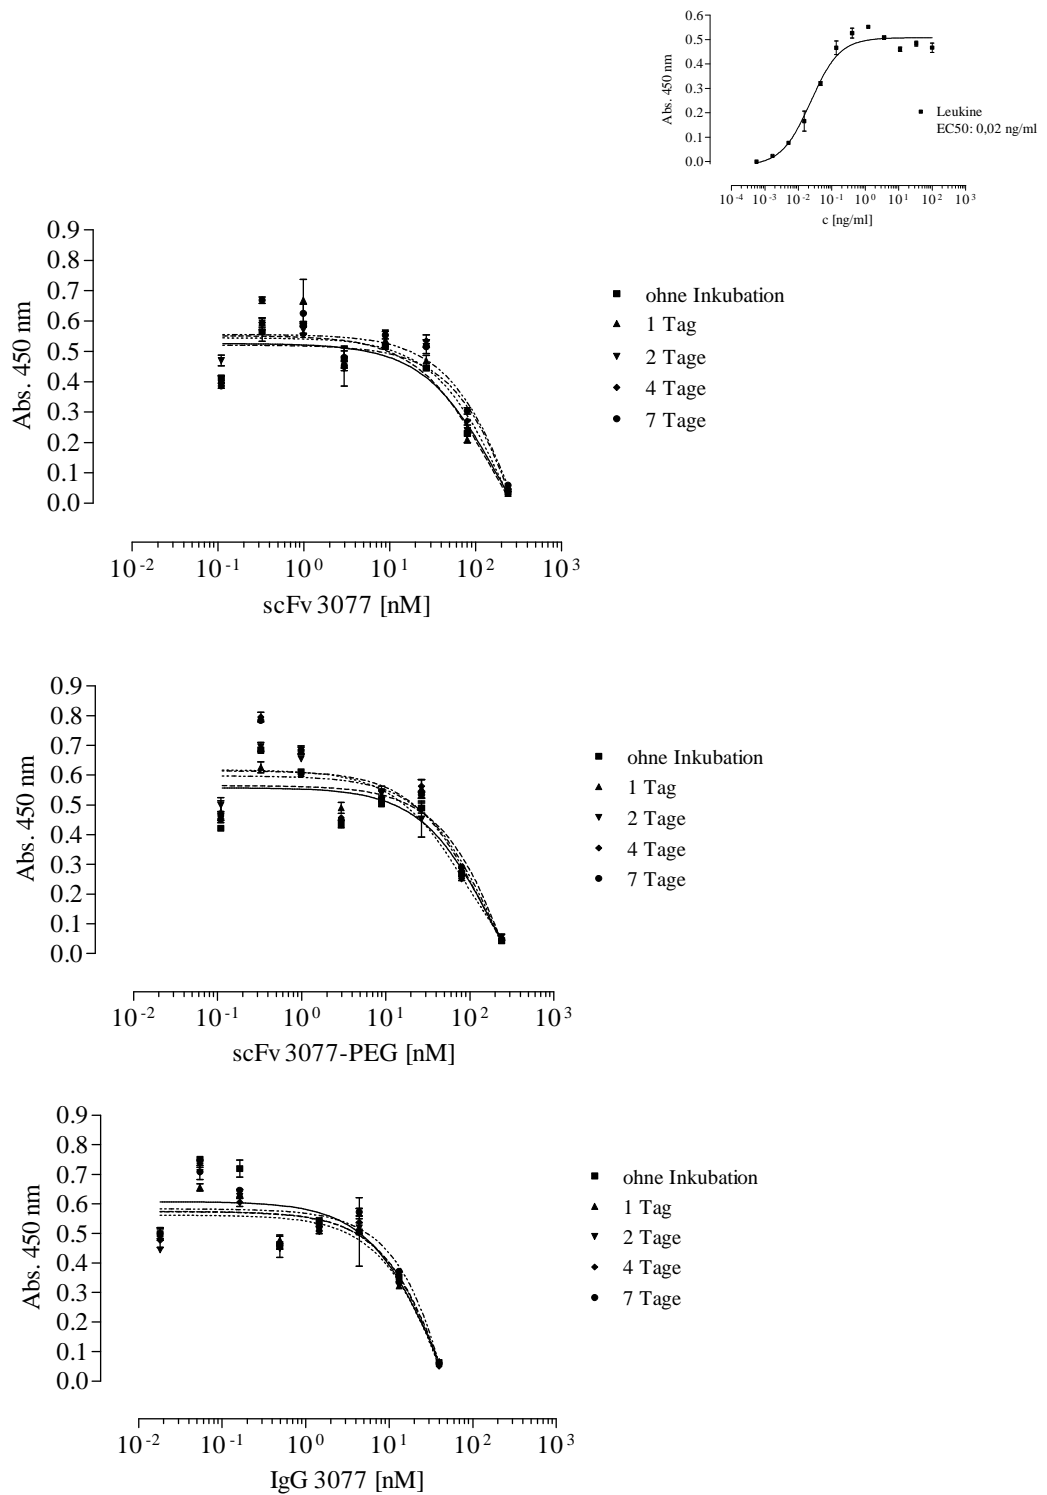 0.6
0.5
0.4
0.3
0.2
0.1
0.0
Abs. 450 nm
10-4 10-3 10-2 10-1 100 101 102 103
c [ng/ml]
Leukine
EC50: 0,02 ng/ml
0.9
0.8
0.7
0.6
0.5
0.4
0.3
0.2
0.1
0.0
Abs. 450 nm
10-2 10-1 100 101 102 103
scFv 3077 [nM]
ohne Inkubation
1 Tag
2 Tage
4 Tage
7 Tage
0.9
0.8
0.7
0.6
0.5
0.4
0.3
0.2
0.1
0.0
Abs. 450 nm
10-2 10-1 100 101 102 103
scFv 3077-PEG [nM]
ohne Inkubation
1 Tag
2 Tage
4 Tage
7 Tage
0.9
0.8
0.7
0.6
0.5
0.4
0.3
0.2
0.1
0.0
Abs. 450 nm
10-2 10-1 100 101 102 103
IgG 3077 [nM]
ohne Inkubation
1 Tag
2 Tage
4 Tage
7 Tage